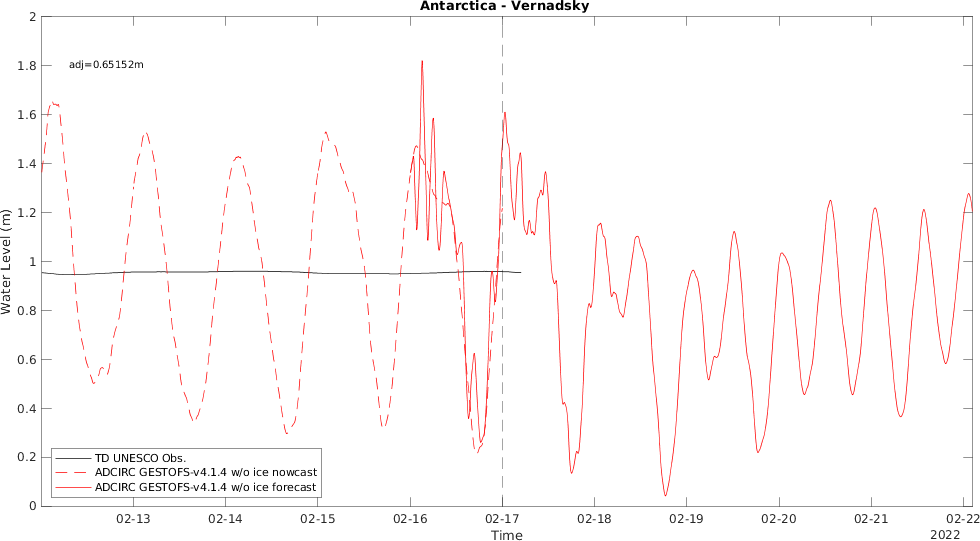 Antarctica - Vernadsky
2
1.8
1.6
1.4
1.2
1
0.8
0.6
0.4
0.2
0
Water Level (m)
adj=0.65152m
TD UNESCO Obs.
ADCIRC GESTOFS-v4.1.4 w/o ice nowcast
ADCIRC GESTOFS-v4.1.4 w/o ice forecast
02-13 02-14 02-15 02-16 02-17 02-18 02-19 02-20 02-21 02-22
Time
2022